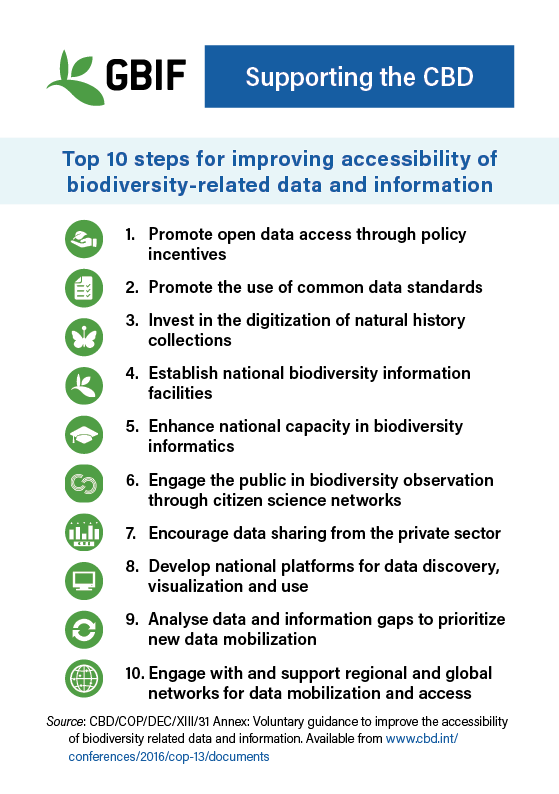 GBIF
Supporting the CBD
Top 10 steps for improving accessibility of
biodiversity-related data and information
1. Promote open data access through policy
incentives
2. Promote the use of common data standards
3. Invest in the digitization of natural history
collections
4. Establish national biodiversity information
facilities
5. Enhance national capacity in biodiversity
informatics
6. Engage the public in biodiversity observation
through citizen science networks
7. Encourage data sharing from the private sector
8. Develop national platforms for data discovery,
visualization and use
9. Analyse data and information gaps to prioritize
new data mobilization
10. Engage with and support regional and global
networks for data mobilization and access
Source: CBD/COP/DEC/XIII/31 Annex: Voluntary guidance to improve the accessibility
of biodiversity related data and information. Available from www.cbd.int/
conferences/2016/cop-13/documents